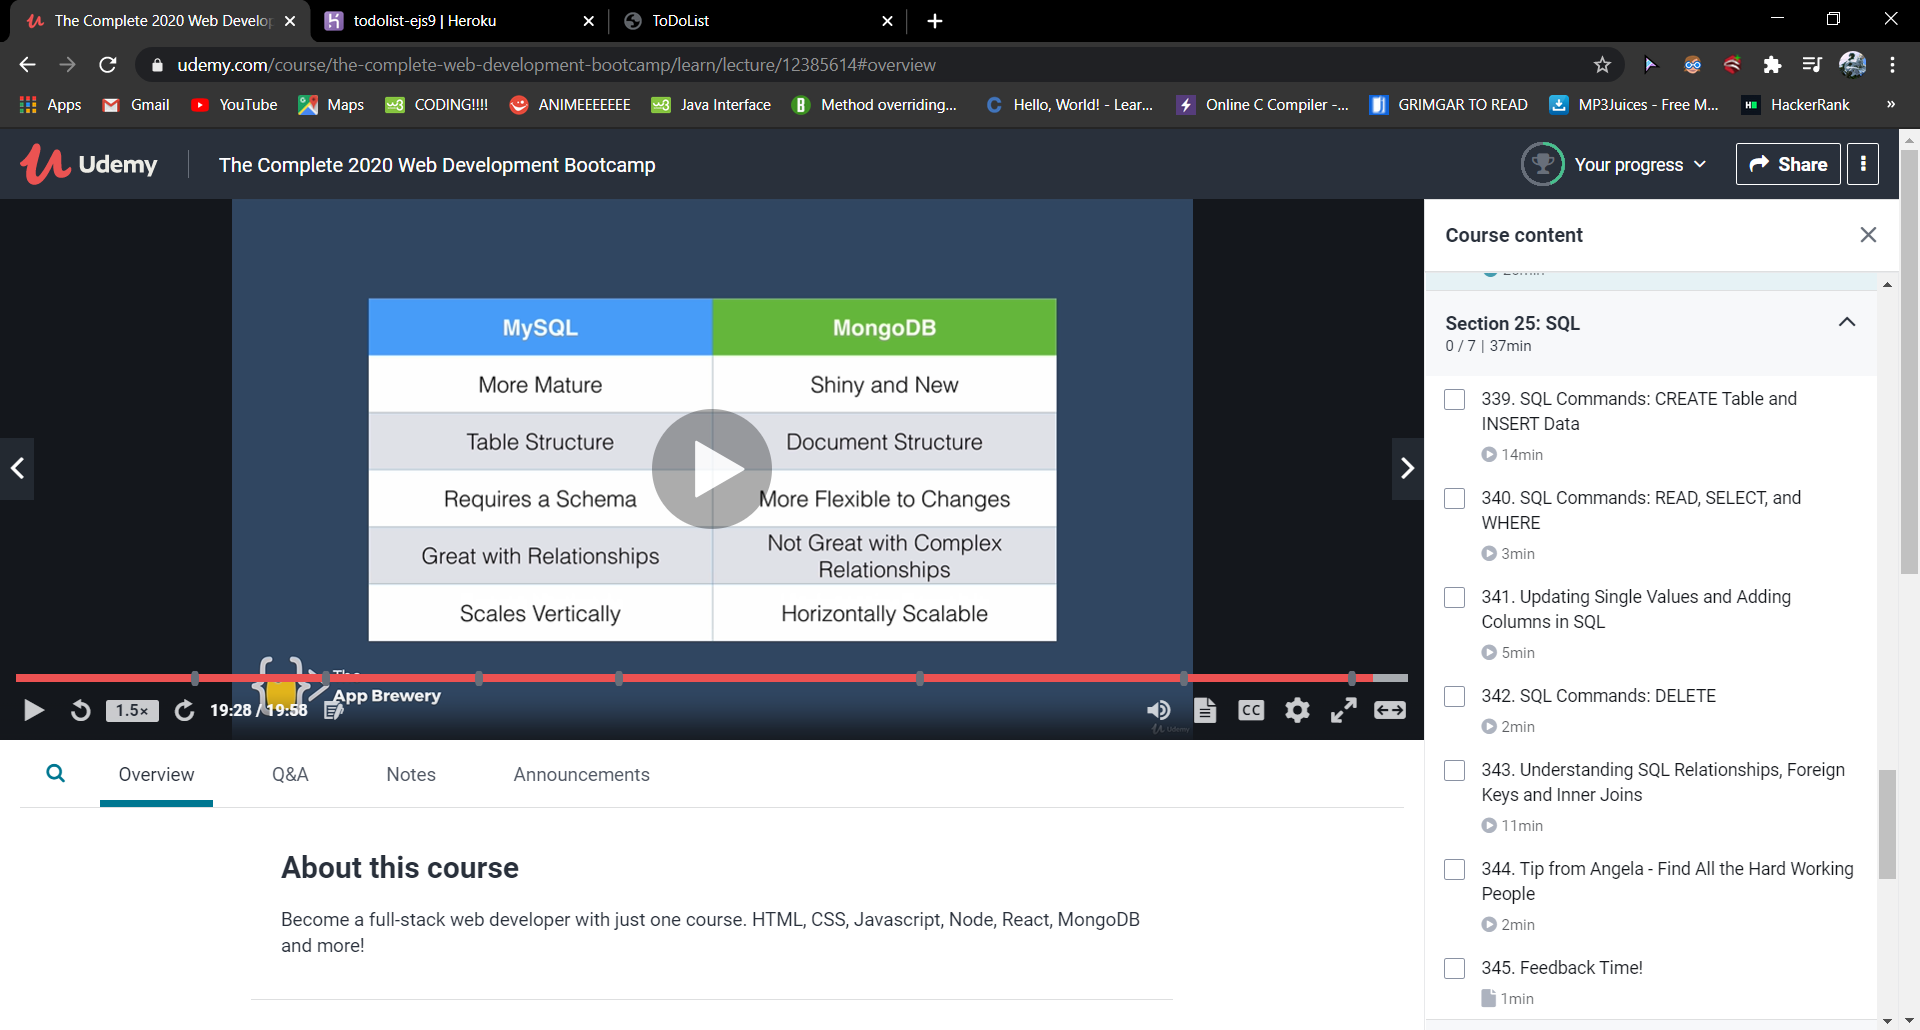 The Complete 2020 Web Develop
todolist-ejs9 | Heroku
ToDoList
udemy.com/course/the-complete-web-development-bootcamp/learn/lecture/12385614#overview
Apps
Gmail
YouTube
Maps
CODING!!!!
ANIMEEEEEEE
Java Interface
Method overriding...
Hello, World! - Lear...
Online C Compiler -...
GRIMGAR TO READ
MP3Juices - Free M...
HackerRank
»
Udemy
The Complete 2020 Web Development Bootcamp
Your progress
Share
MySQL
MongoDB
More Mature
Shiny and New
Table Structure
Document Structure
Requires a Schema
More Flexible to Changes
Great with Relationships
Not Great with Complex
Relationships
Scales Vertically
Horizontally Scalable
The
App Brewery
1.5×
19:28 / 19:58
CC
Udemy
Course content
Section 25: SQL
0 / 7 | 37min
339. SQL Commands: CREATE Table and
INSERT Data
14min
340. SQL Commands: READ, SELECT, and
WHERE
3min
341. Updating Single Values and Adding
Columns in SQL
5min
342. SQL Commands: DELETE
2min
343. Understanding SQL Relationships, Foreign
Keys and Inner Joins
11min
344. Tip from Angela - Find All the Hard Working
People
2min
345. Feedback Time!
1min
Overview
Q&A
Notes
Announcements
About this course
Become a full-stack web developer with just one course. HTML, CSS, Javascript, Node, React, MongoDB
and more!